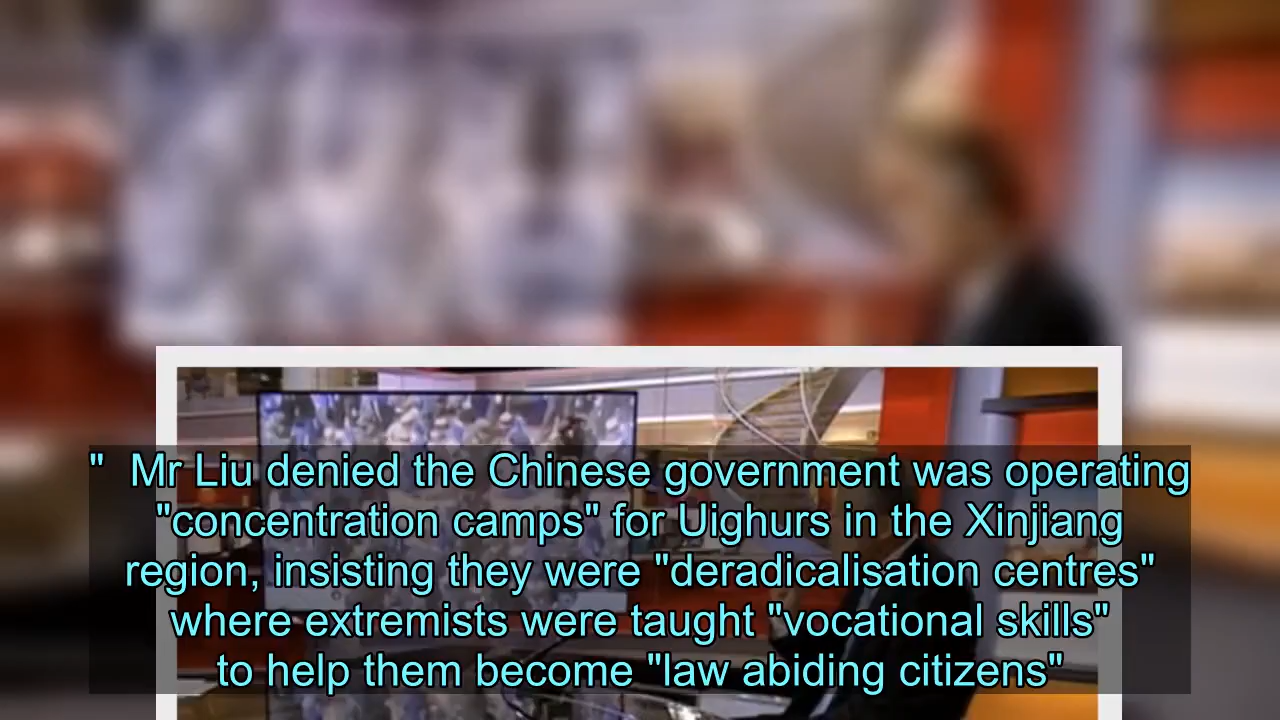 " Mr Liu denied the Chinese government was operating
"concentration camps" for Uighurs in the Xinjiang
region, insisting they were "deradicalisation centres"
where extremists were taught "vocational skills"
to help them become "law abiding citizens"